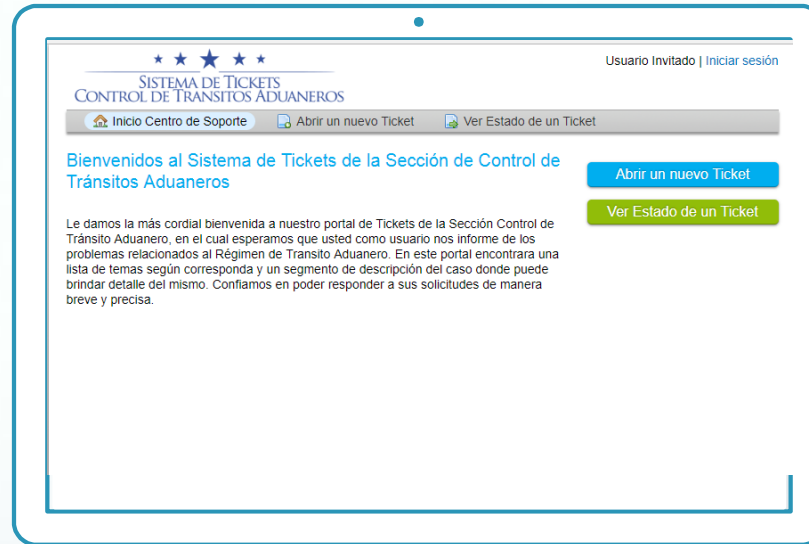 Usuario Invitado | Iniciar sesión
SISTEMA DE TICKETS
CONTROL DE TRANSITOS ADUANEROS
Inicio Centro de Soporte
Abrir un nuevo Ticket
Ver Estado de un Ticket
Bienvenidos al Sistema de Tickets de la Sección de Control de
Tránsitos Aduaneros
Le damos la más cordial bienvenida a nuestro portal de Tickets de la Sección Control de
Tránsito Aduanero, en el cual esperamos que usted como usuario nos informe de los
problemas relacionados al Régimen de Transito Aduanero. En este portal encontrara una
lista de temas según corresponda y un segmento de descripción del caso donde puede
brindar detalle del mismo. Confiamos en poder responder a sus solicitudes de manera
breve y precisa.
Abrir un nuevo Ticket
Ver Estado de un Ticket